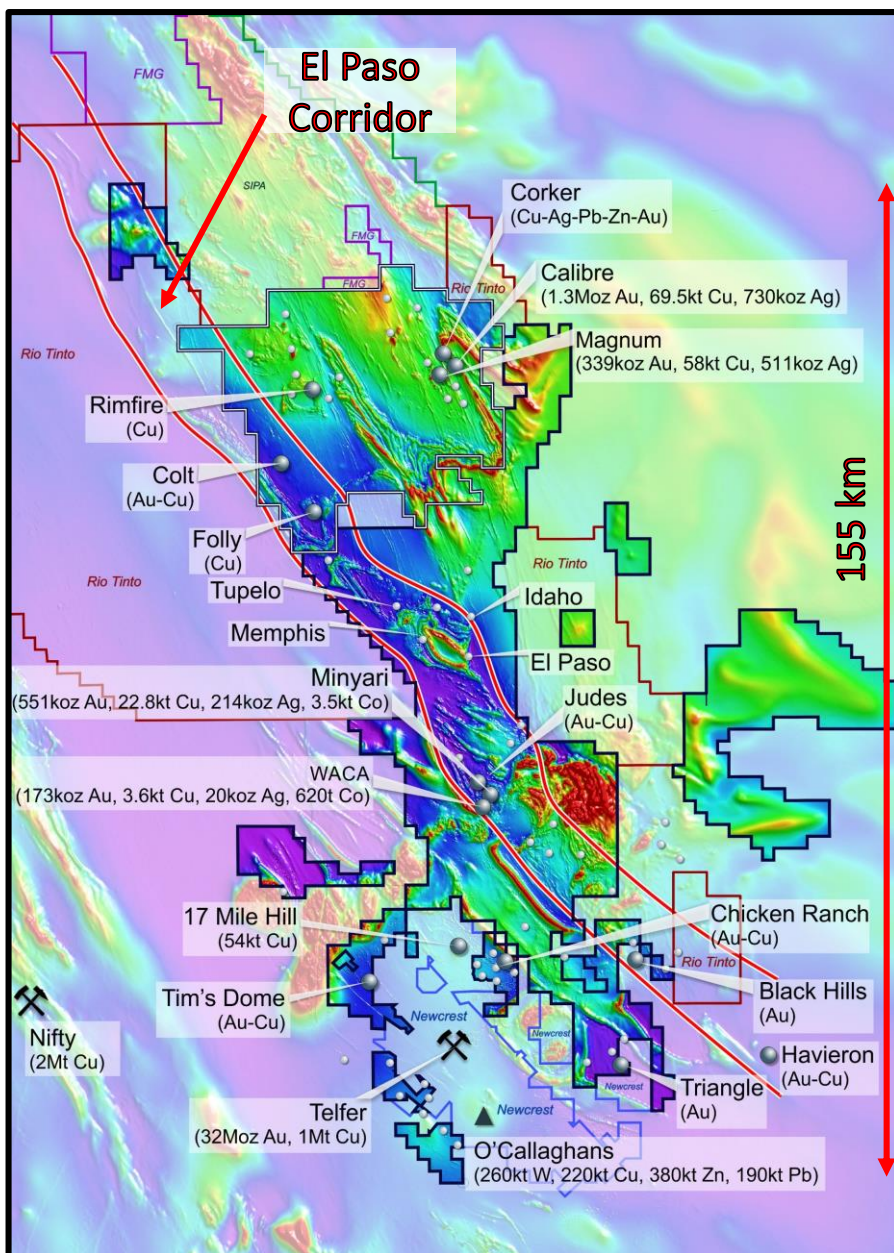 El Paso
Corridor
FMG
SIPA
FMG
FMG
Rio Tinto
Rio Tinto
Corker
(Cu-Ag-Pb-Zn-Au)
Calibre
(1.3Moz Au, 69.5kt Cu, 730koz Ag)
Magnum
(339koz Au, 58kt Cu, 511koz Ag)
Rimfire
(Cu)
Colt
(Au-Cu)
Folly
(Cu)
155 km
Rio Tinto
Rio Tinto
Tupelo
Idaho
Memphis
El Paso
Minyari
(551koz Au, 22.8kt Cu, 214koz Ag, 3.5kt Co)
Judes
(Au-Cu)
WACA
(173koz Au, 3.6kt Cu, 20koz Ag, 620t Co)
17 Mile Hill
(54kt Cu)
Chicken Ranch
(Au-Cu)
Rio Tinto
Tim's Dome
(Au-Cu)
Black Hills
(Au)
Newcrest
Newcrest
Nifty
(2Mt Cu)
Havieron
(Au-Cu)
Newcrest
Triangle
(Au)
Telfer
(32Moz Au, 1Mt Cu)
Newcrest
O'Callaghans
(260kt W, 220kt Cu, 380kt Zn, 190kt Pb)